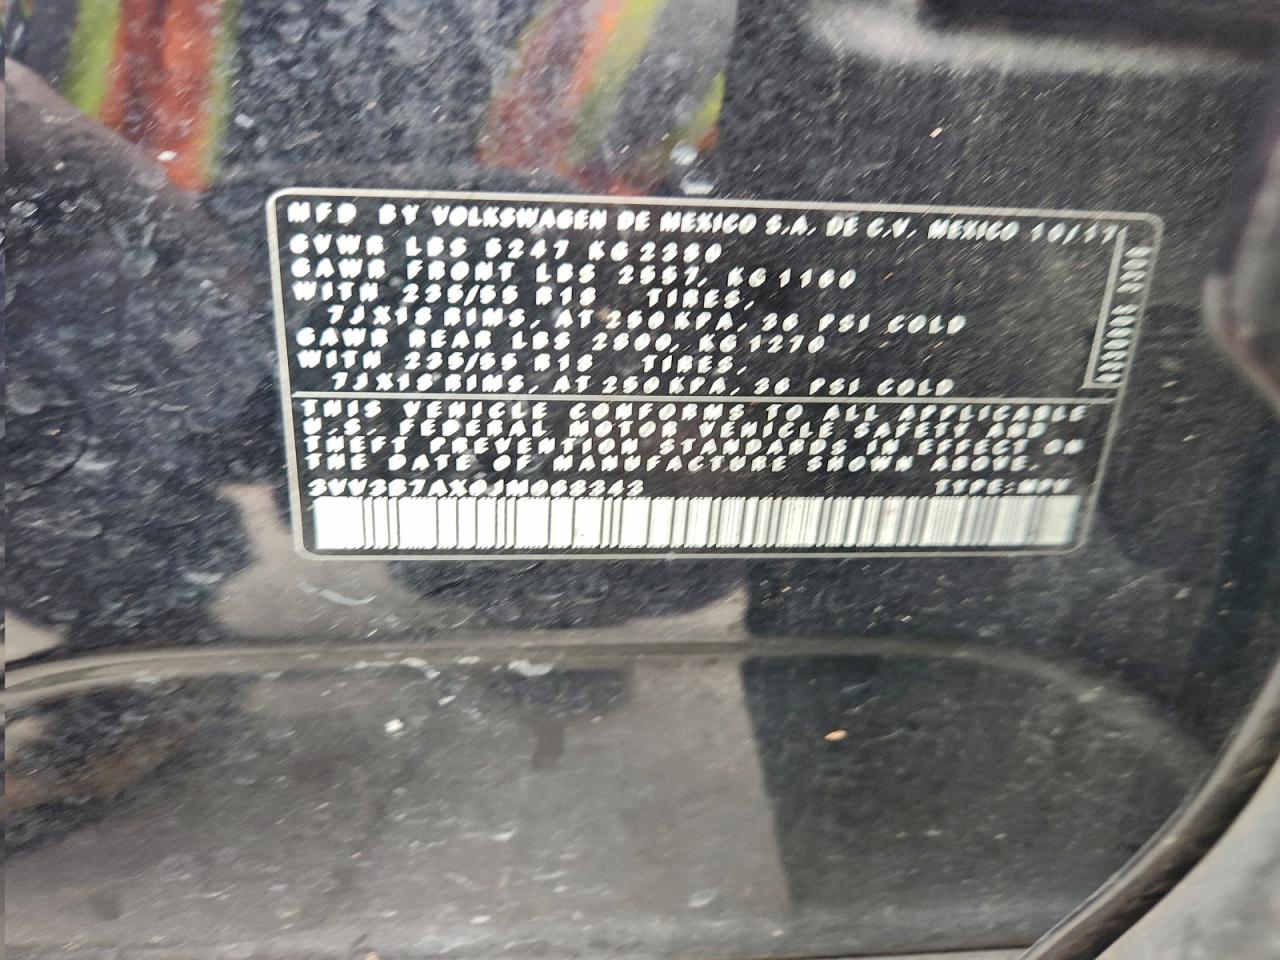 MFD BY VOLKSWAGEN DE MEXICO S.A. DE C.V. MEXICO 10/17
GVWR LBS 5247 KG 2380
GAWR FRONT LBS 2557, KG 1160
WITH 235/55 R18 TIRES,
7JX18 RIMS, AT 250 KPA, 36 PSI COLD
GAWR REAR LBS 2800, KG 1270
WITH 235/55 R18 TIRES,
7JX18 RIMS, AT 250 KPA, 36 PSI COLD
THIS VEHICLE CONFORMS TO ALL APPLICABLE
U.S. FEDERAL MOTOR VEHICLE SAFETY AND
THEFT PREVENTION STANDARDS IN EFFECT ON
THE DATE OF MANUFACTURE SHOWN ABOVE.
3VV3B7AX0JM068343 TYPE:MPV